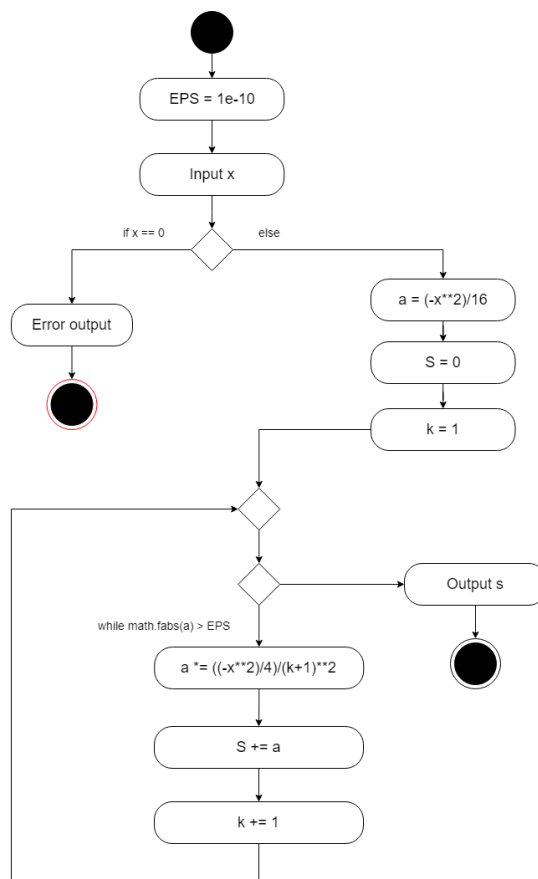 EPS = 1e-10
Input x
if x == 0
else
a = (-x**2)/16
Error output
S = 0
k = 1
Output s
while math.fabs(a) > EPS
a *= ((-x**2)/4)/(k+1)**2
S += a
k += 1